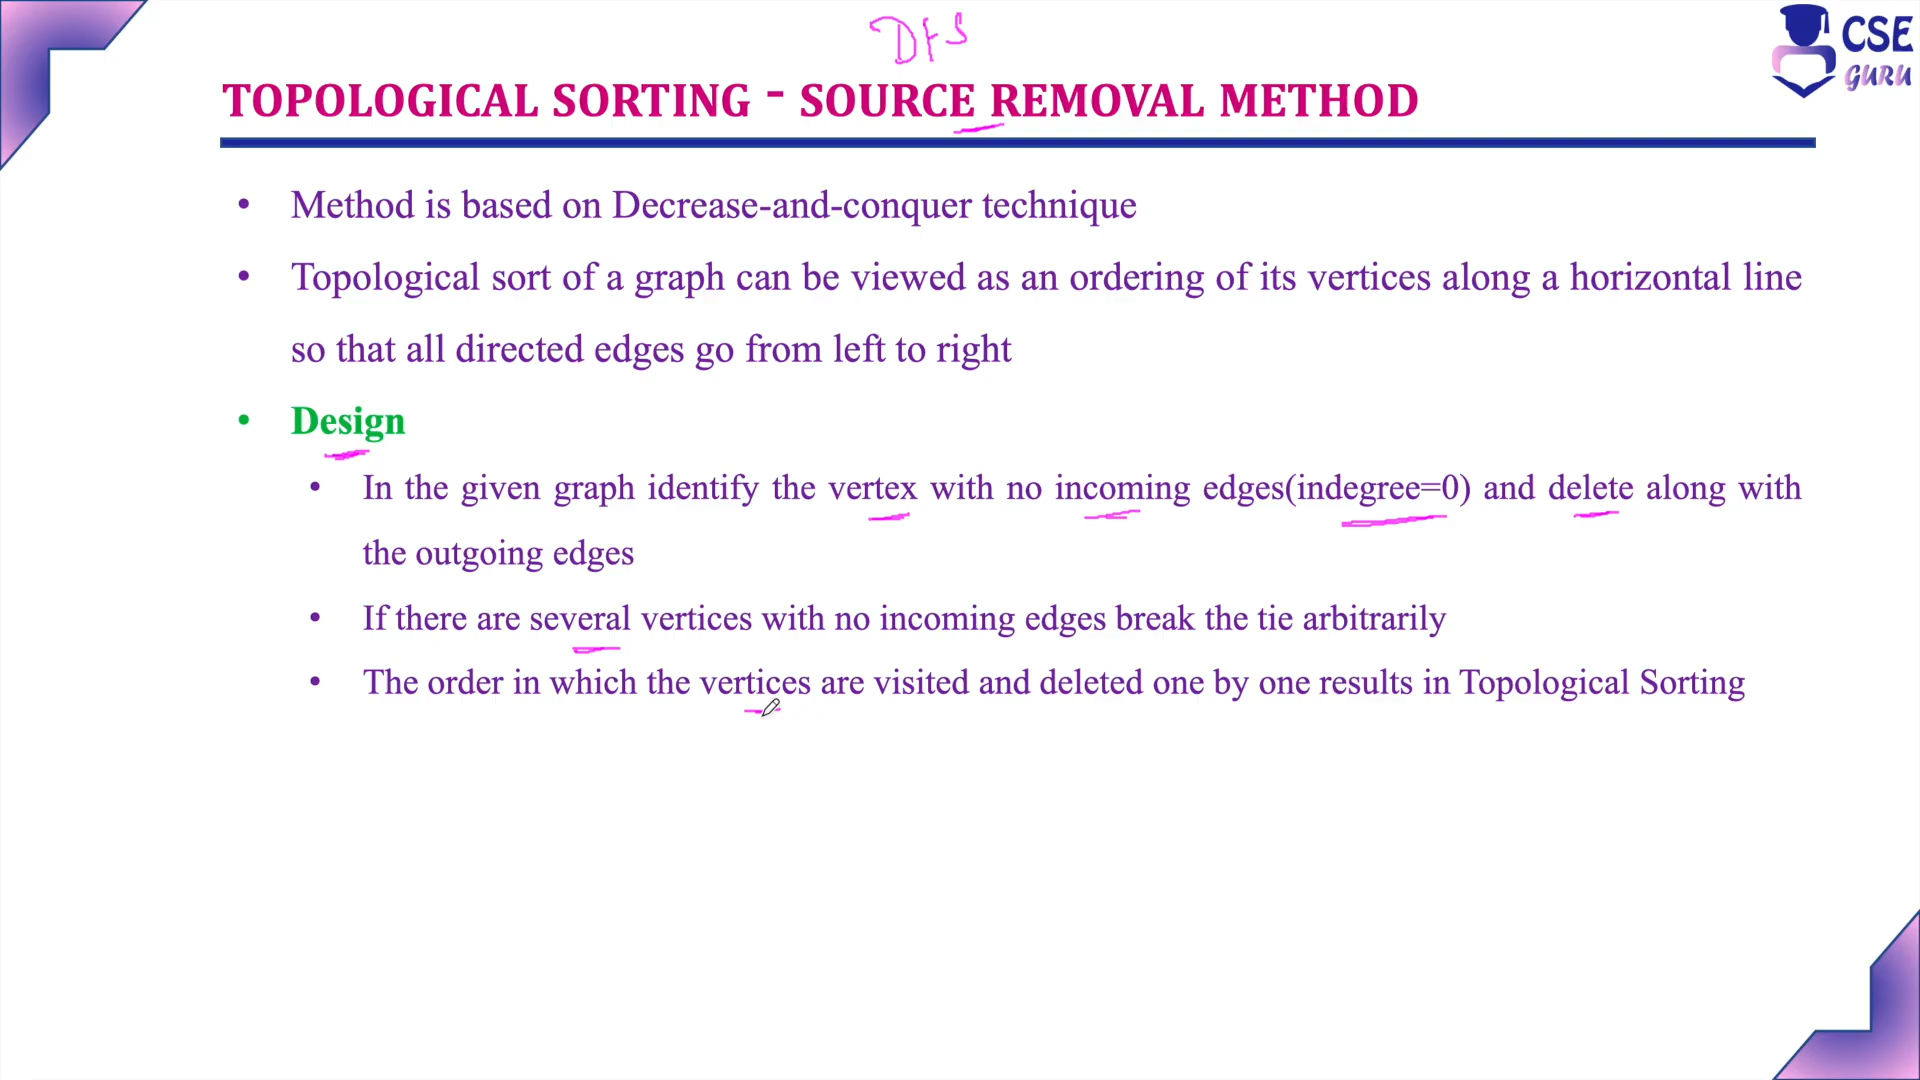 DFS
CSE
GURU
TOPOLOGICAL SORTING - SOURCE REMOVAL METHOD
• Method is based on Decrease-and-conquer technique
• Topological sort of a graph can be viewed as an ordering of its vertices along a horizontal line
so that all directed edges go from left to right
• Design
• In the given graph identify the vertex with no incoming edges(indegree=0) and delete along with
the outgoing edges
• If there are several vertices with no incoming edges break the tie arbitrarily
• The order in which the vertices are visited and deleted one by one results in Topological Sorting